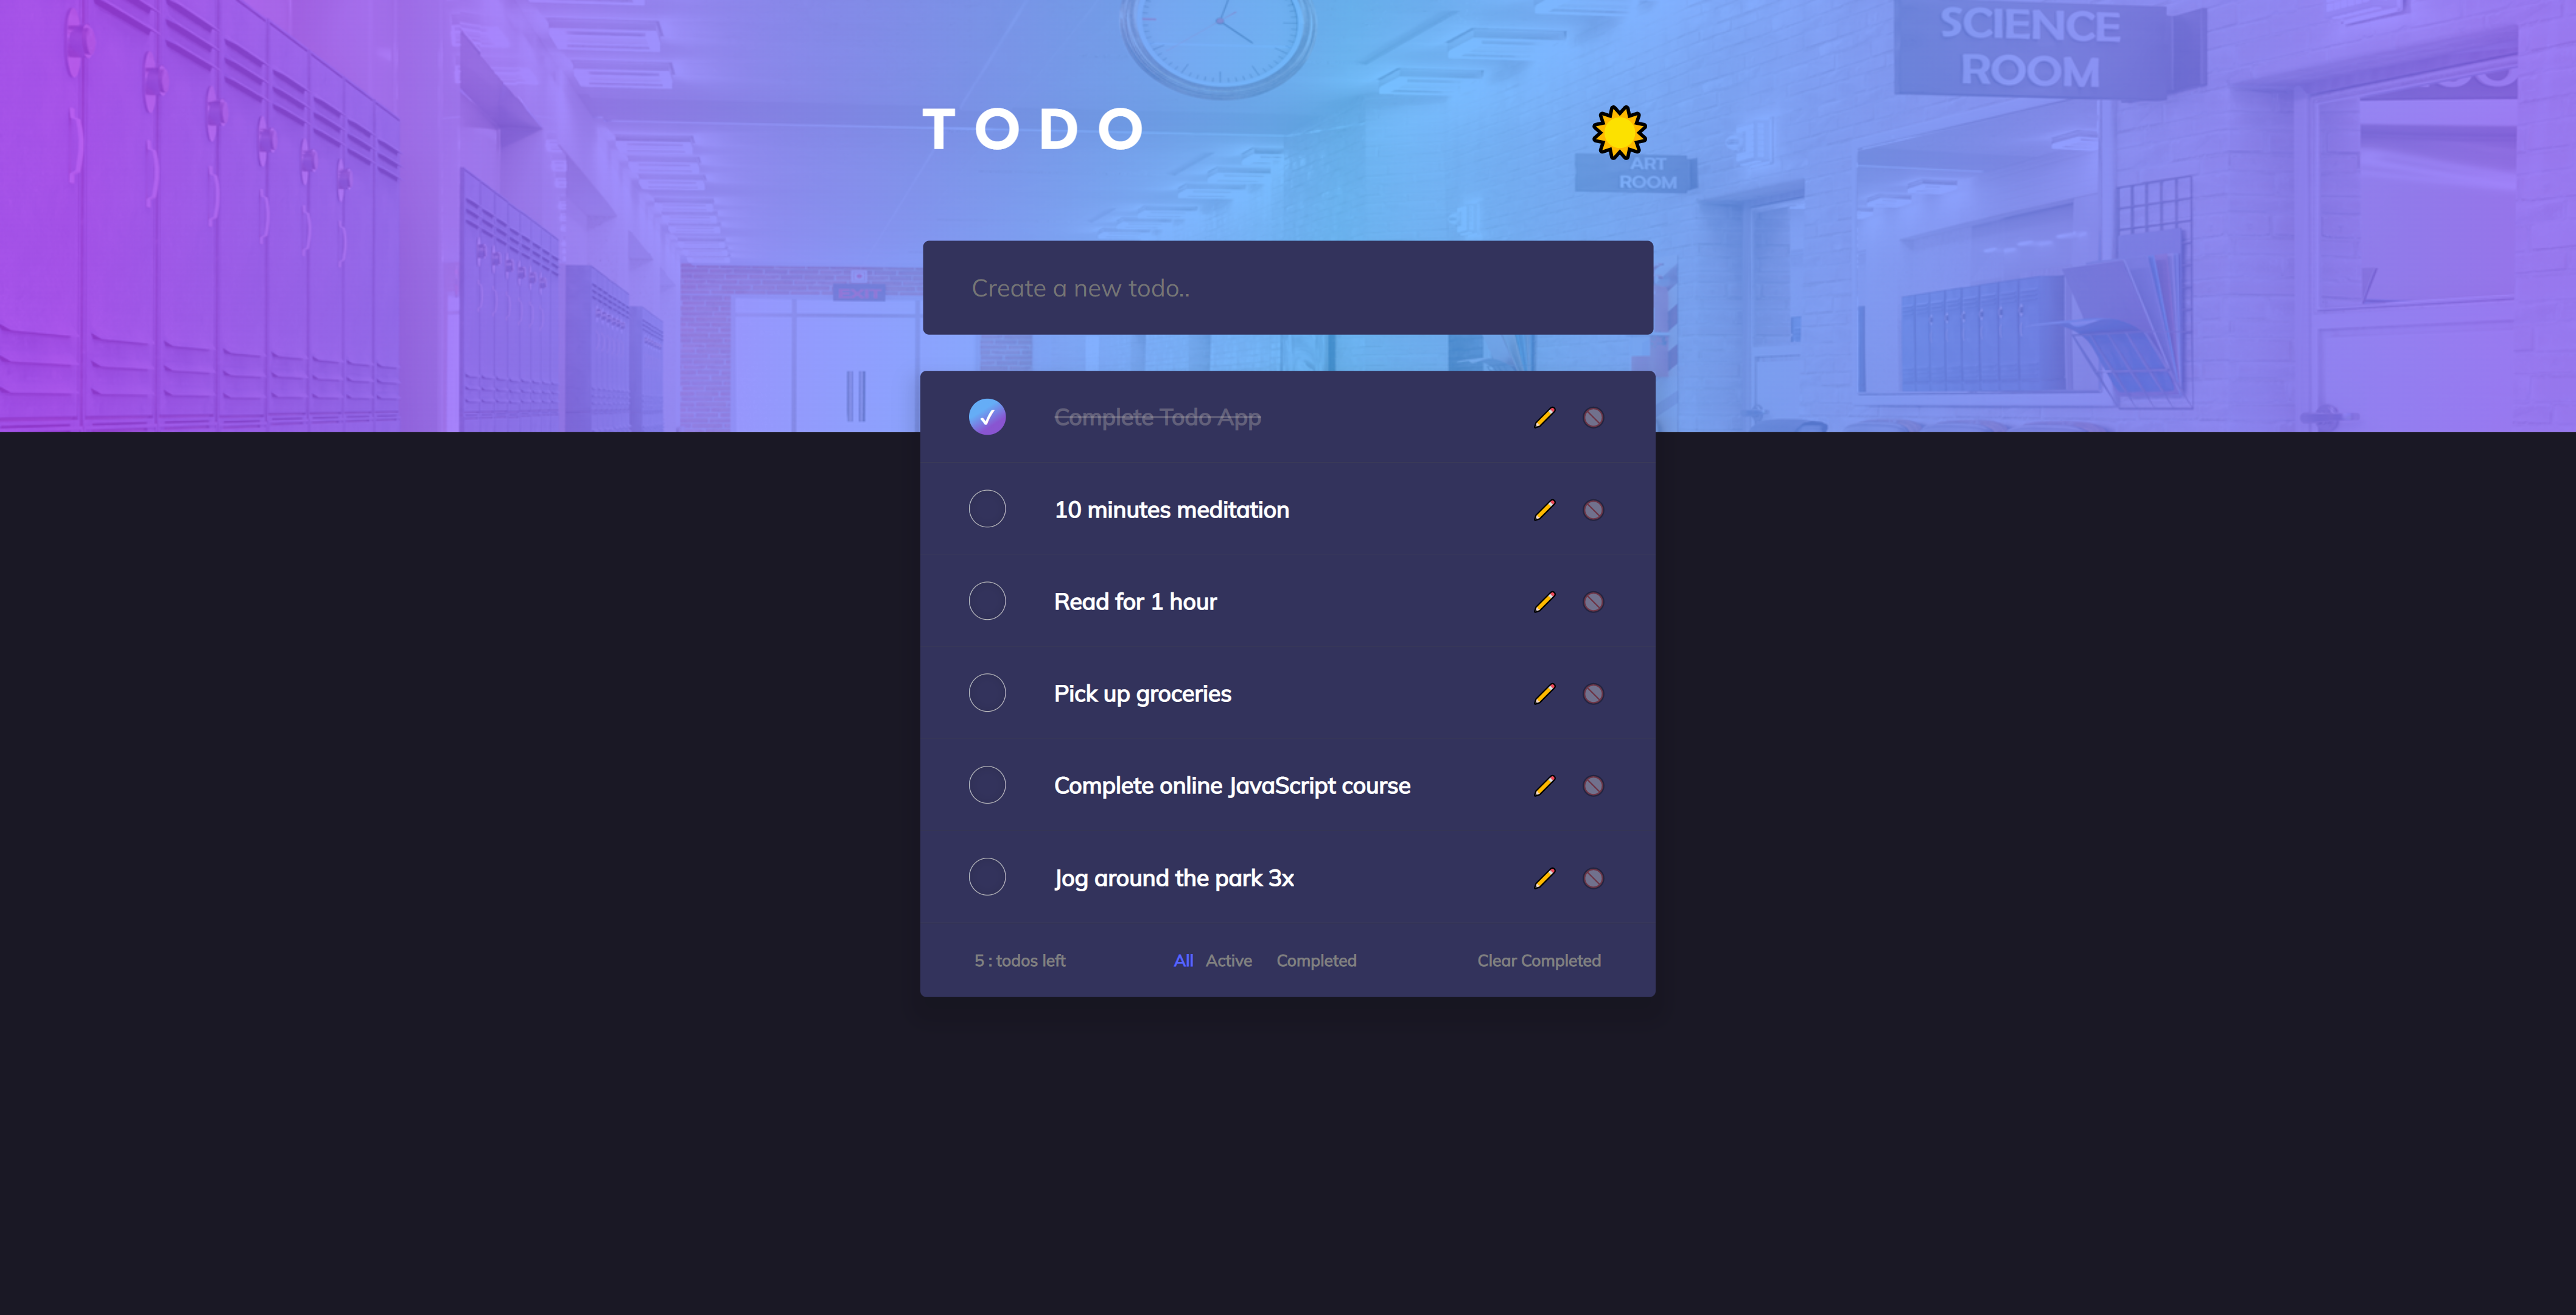 SCIENCE
ROOM
TODO
ART
ROOM
Create a new todo..
Complete Todo App
10 minutes meditation
Read for 1 hour
Pick up groceries
Complete online JavaScript course
Jog around the park 3x
5 : todos left
All Active Completed
Clear Completed